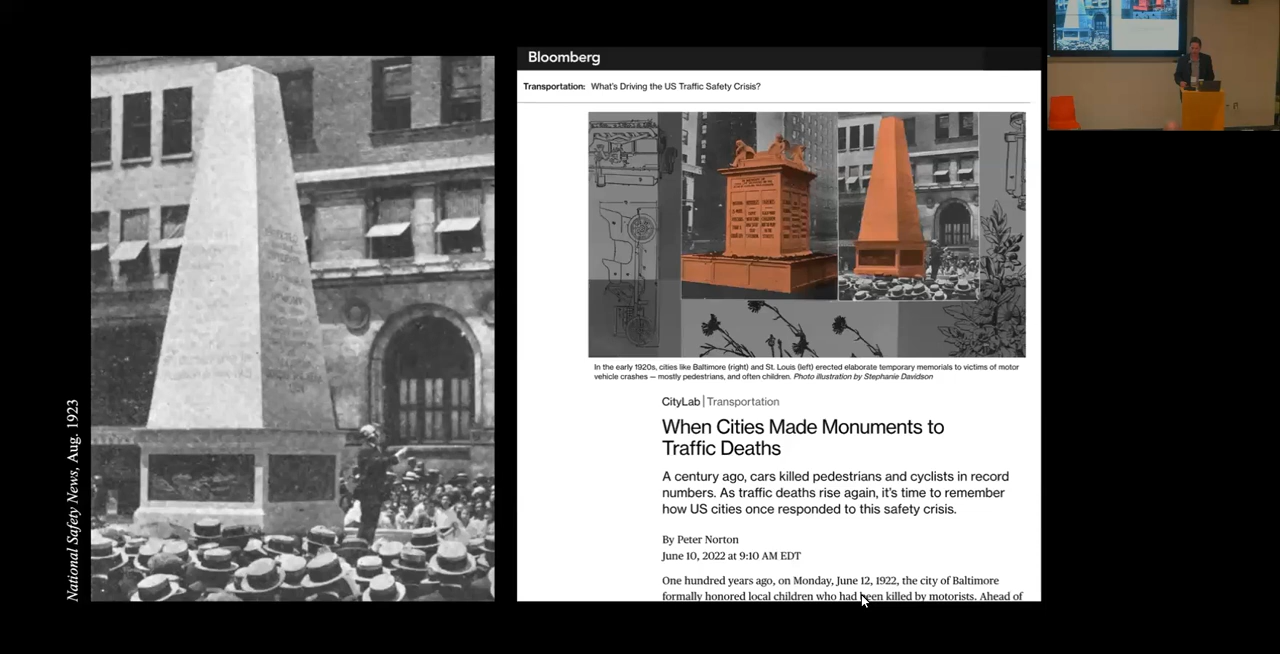 National Safety News, Aug. 1923
Bloomberg
Transportation: What's Driving the US Traffic Safety Crisis?
In the early 1920s, cities like Baltimore (right) and St. Louis (left) erected elaborate temporary memorials to victims of motor
vehicle crashes — mostly pedestrians, and often children. Photo illustration by Stephanie Davidson
CityLab | Transportation
When Cities Made Monuments to
Traffic Deaths
A century ago, cars killed pedestrians and cyclists in record
numbers. As traffic deaths rise again, it's time to remember
how US cities once responded to this safety crisis.
By Peter Norton
June 10, 2022 at 9:10 AM EDT
One hundred years ago, on Monday, June 12, 1922, the city of Baltimore
formally honored local children who had been killed by motorists. Ahead of